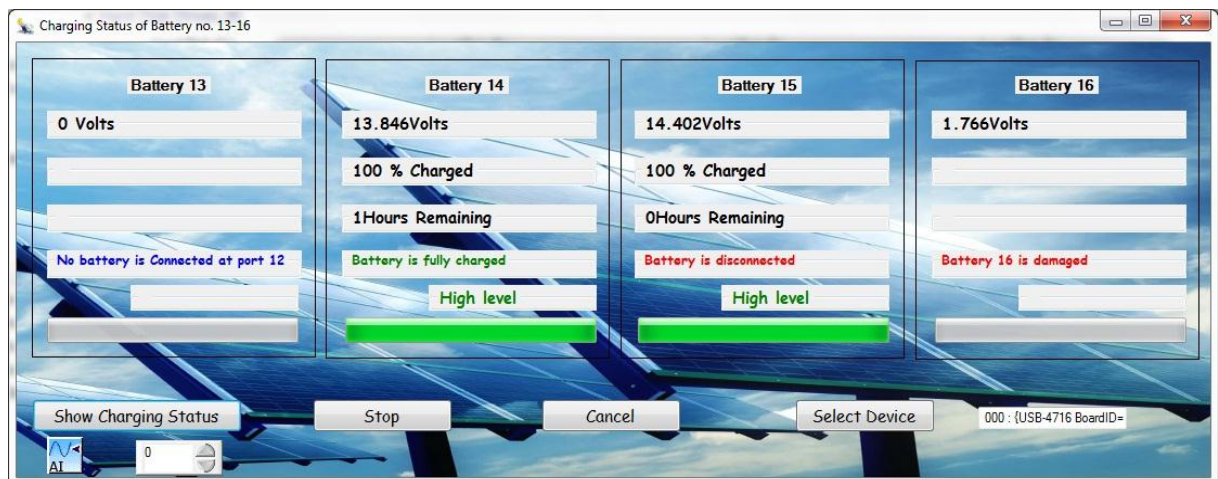 Charging Status of Battery no. 13-16
Battery 13
0 Volts
No battery is Connected at port 12
Battery 14
13.846Volts
100 % Charged
1Hours Remaining
Battery is fully charged
High level
Battery 15
14.402Volts
100 % Charged
0Hours Remaining
Battery is disconnected
High level
Battery 16
1.766Volts
Battery 16 is damaged
Show Charging Status
Stop
Cancel
Select Device
000 : {USB-4716 BoardID=
AI
0